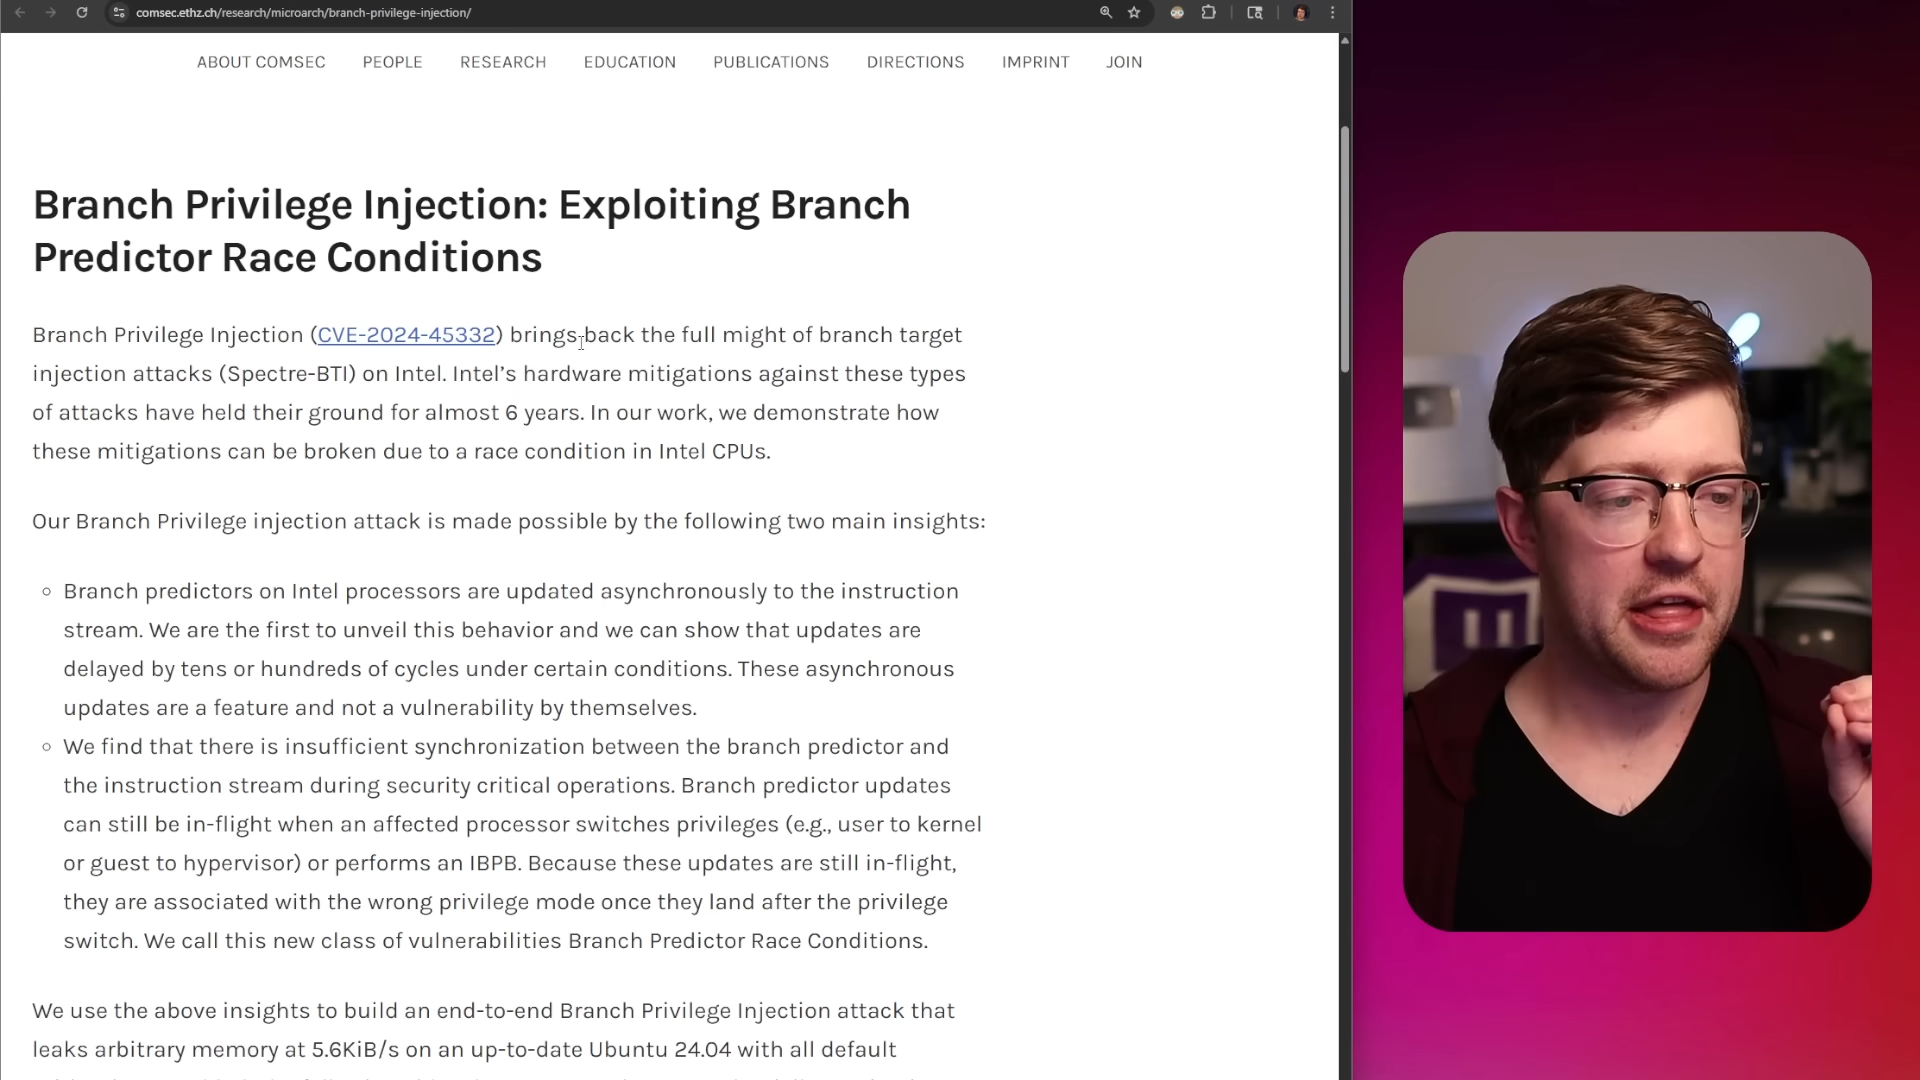 comsec.ethz.ch/research/microarch/branch-privilege-injection/
ABOUT COMSEC PEOPLE RESEARCH EDUCATION PUBLICATIONS DIRECTIONS IMPRINT JOIN
Branch Privilege Injection: Exploiting Branch
Predictor Race Conditions
Branch Privilege Injection (CVE-2024-45332) brings back the full might of branch target
injection attacks (Spectre-BTI) on Intel. Intel’s hardware mitigations against these types
of attacks have held their ground for almost 6 years. In our work, we demonstrate how
these mitigations can be broken due to a race condition in Intel CPUs.
Our Branch Privilege injection attack is made possible by the following two main insights:
Branch predictors on Intel processors are updated asynchronously to the instruction
stream. We are the first to unveil this behavior and we can show that updates are
delayed by tens or hundreds of cycles under certain conditions. These asynchronous
updates are a feature and not a vulnerability by themselves.
We find that there is insufficient synchronization between the branch predictor and
the instruction stream during security critical operations. Branch predictor updates
can still be in-flight when an affected processor switches privileges (e.g., user to kernel
or guest to hypervisor) or performs an IBPB. Because these updates are still in-flight,
they are associated with the wrong privilege mode once they land after the privilege
switch. We call this new class of vulnerabilities Branch Predictor Race Conditions.
We use the above insights to build an end-to-end Branch Privilege Injection attack that
leaks arbitrary memory at 5.6KiB/s on an up-to-date Ubuntu 24.04 with all default